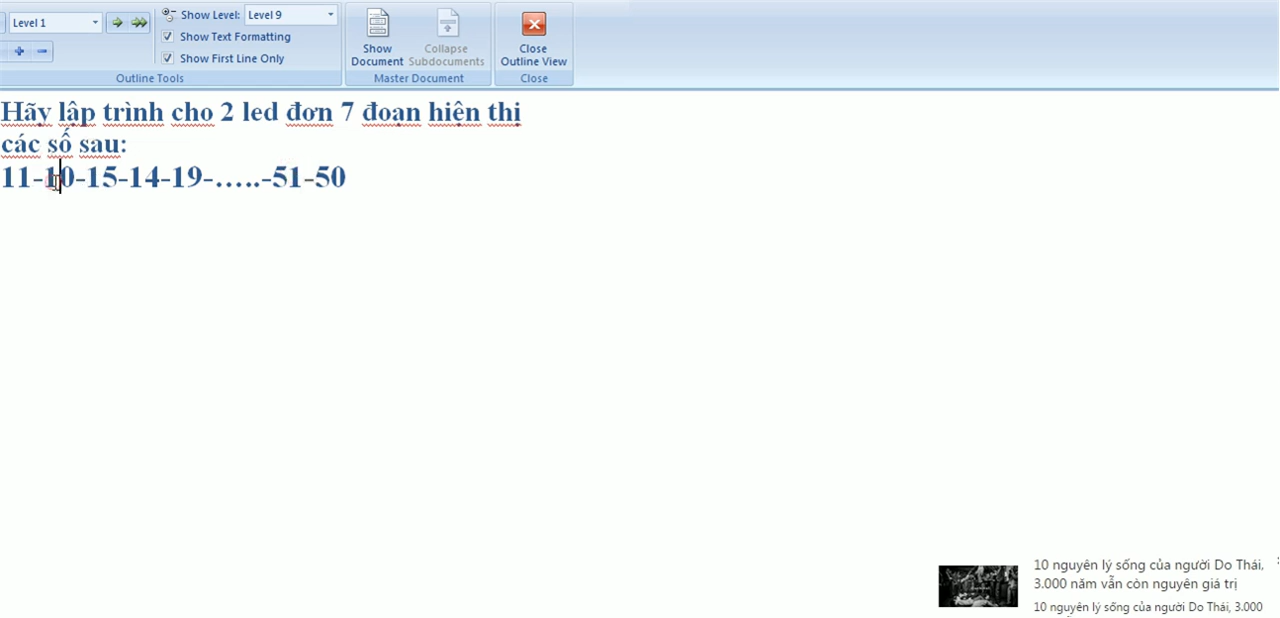 Level 1
Show Level: Level 9
Show Text Formatting
Show First Line Only
Outline Tools
Show Document
Collapse Subdocuments
Master Document
Close Outline View
Close
Hãy lập trình cho 2 led đơn 7 đoạn hiện thị
các số sau:
11-10-15-14-19-…..-51-50
10 nguyên lý sống của người Do Thái,
3.000 năm vẫn còn nguyên giá trị
10 nguyên lý sống của người Do Thái, 3.000